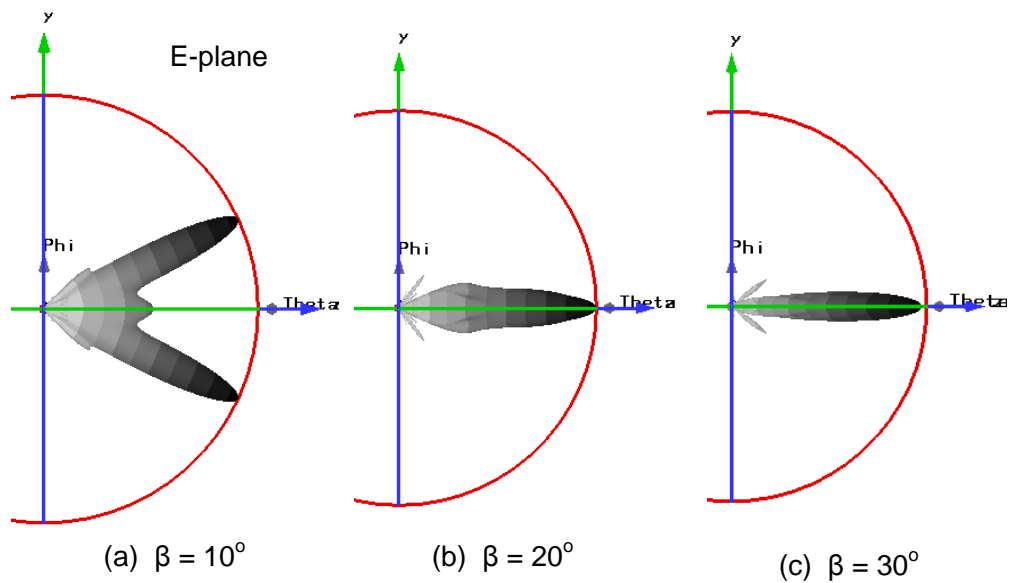 y
E-plane
Phi
Theta
(a) β = 10°
y
Phi
Theta
(b) β = 20°
y
Phi
Theta
(c) β = 30°